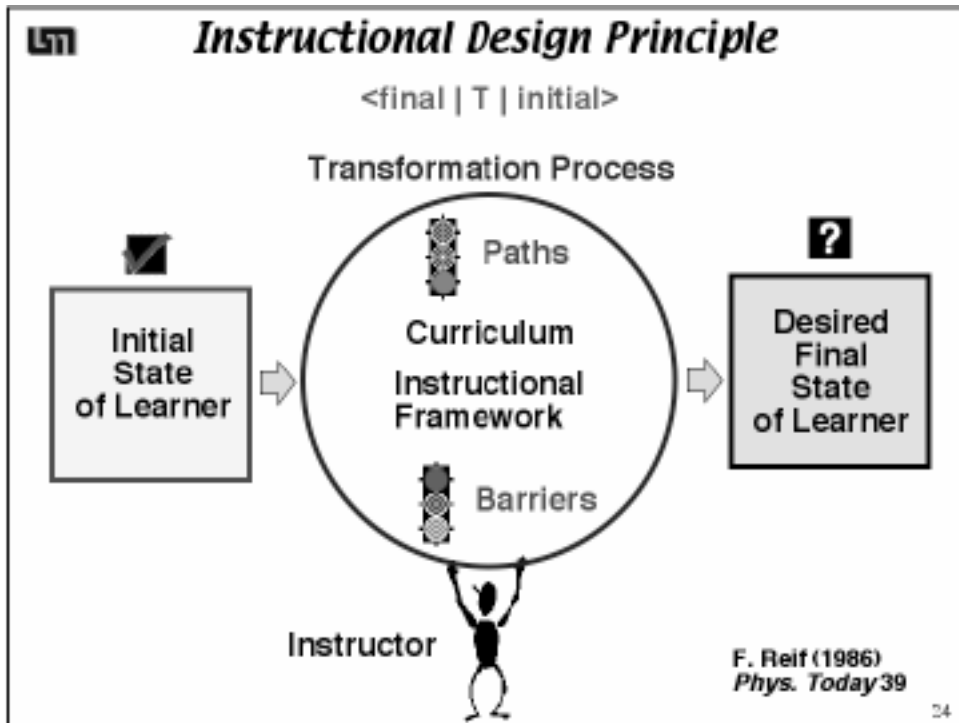 Instructional Design Principle
<final | T | initial>
Transformation Process
Paths
?
Initial
State
of Learner
Curriculum
Instructional
Framework
Desired
Final
State
of Learner
Barriers
Instructor
F. Reif (1986)
Phys. Today 39
24